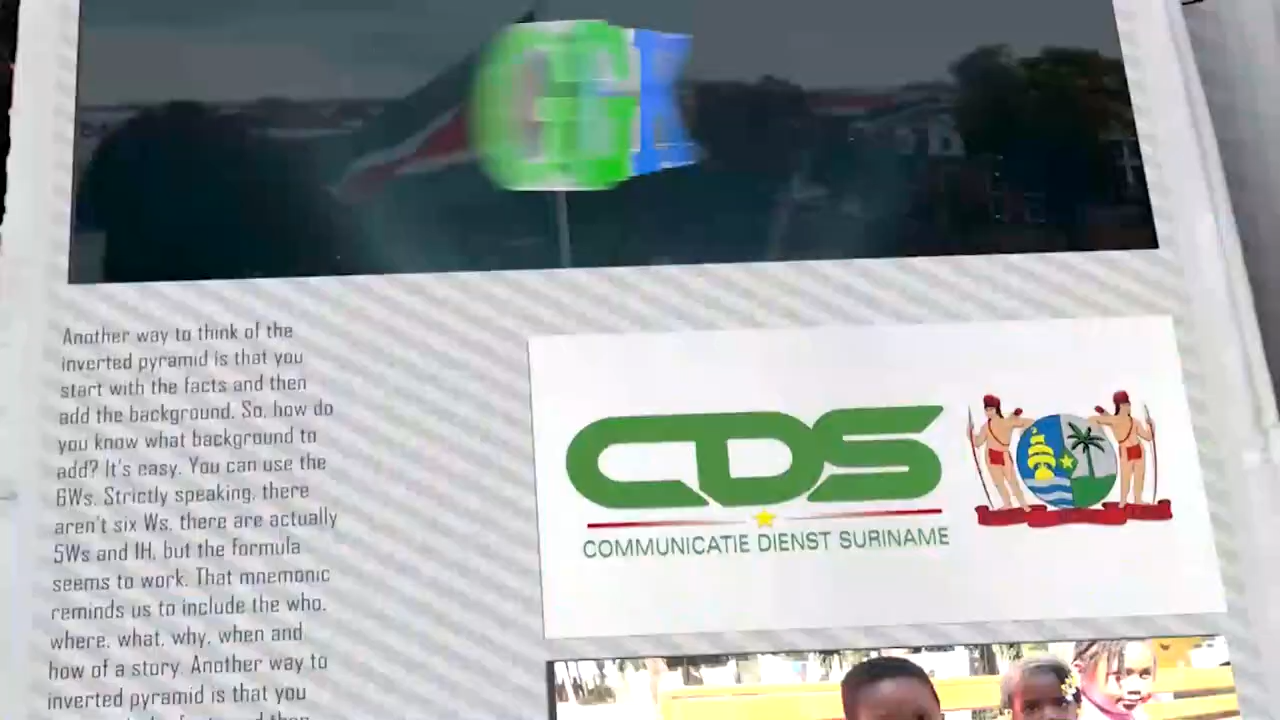 Another way to think of the
inverted pyramid is that you
start with the facts and then
add the background. So, how do
you know what background to
add? It's easy. You can use the
6Ws. Strictly speaking, there
aren't six Ws, there are actually
5Ws and 1H, but the formula
seems to work. That mnemonic
reminds us to include the who,
where, what, why, when and
how of a story. Another way to
inverted pyramid is that you
CDS
COMMUNICATIE DIENST SURINAME